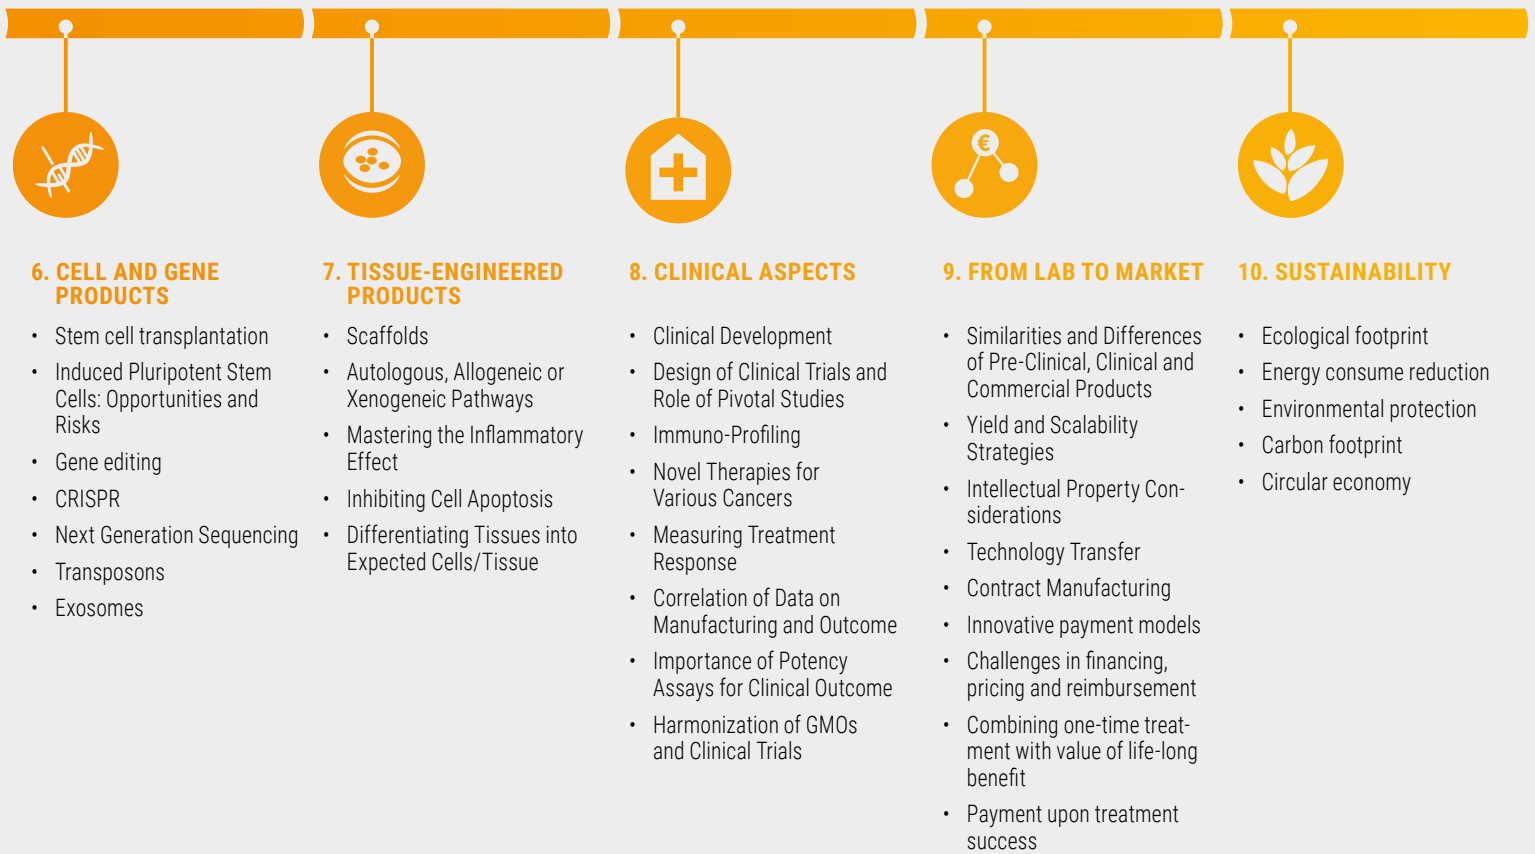 €
6. CELL AND GENE
PRODUCTS
• Stem cell transplantation
• Induced Pluripotent Stem
Cells: Opportunities and
Risks
• Gene editing
• CRISPR
• Next Generation Sequencing
• Transposons
• Exosomes
7. TISSUE-ENGINEERED
PRODUCTS
• Scaffolds
• Autologous, Allogeneic or
Xenogeneic Pathways
• Mastering the Inflammatory
Effect
• Inhibiting Cell Apoptosis
• Differentiating Tissues into
Expected Cells/Tissue
8. CLINICAL ASPECTS
• Clinical Development
• Design of Clinical Trials and
Role of Pivotal Studies
• Immuno-Profiling
• Novel Therapies for
Various Cancers
• Measuring Treatment
Response
• Correlation of Data on
Manufacturing and Outcome
• Importance of Potency
Assays for Clinical Outcome
• Harmonization of GMOs
and Clinical Trials
9. FROM LAB TO MARKET
• Similarities and Differences
of Pre-Clinical, Clinical and
Commercial Products
• Yield and Scalability
Strategies
• Intellectual Property Con-
siderations
• Technology Transfer
• Contract Manufacturing
• Innovative payment models
• Challenges in financing,
pricing and reimbursement
• Combining one-time treat-
ment with value of life-long
benefit
• Payment upon treatment
success
10. SUSTAINABILITY
• Ecological footprint
• Energy consume reduction
• Environmental protection
• Carbon footprint
• Circular economy